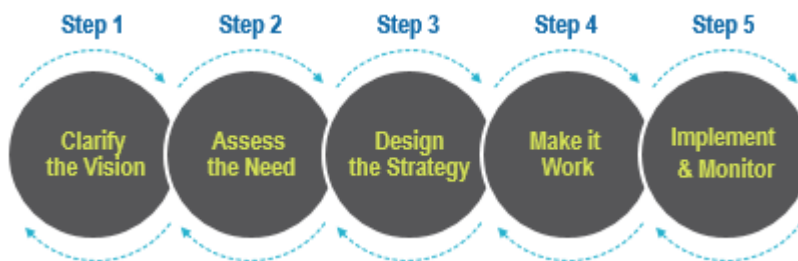 Step 1
Step 2
Step 3
Step 4
Step 5
Clarify
the Vision
Assess
the Need
Design
the Strategy
Make it
Work
Implement
& Monitor